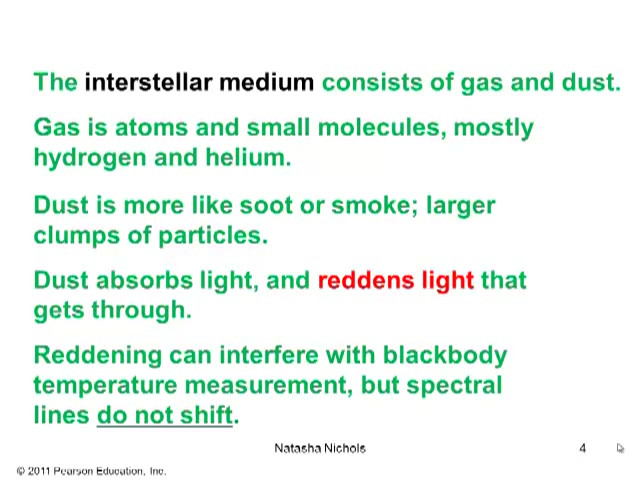 The interstellar medium consists of gas and dust.
Gas is atoms and small molecules, mostly
hydrogen and helium.
Dust is more like soot or smoke; larger
clumps of particles.
Dust absorbs light, and reddens light that
gets through.
Reddening can interfere with blackbody
temperature measurement, but spectral
lines do not shift.
Natasha Nichols 4
© 2011 Pearson Education, Inc.